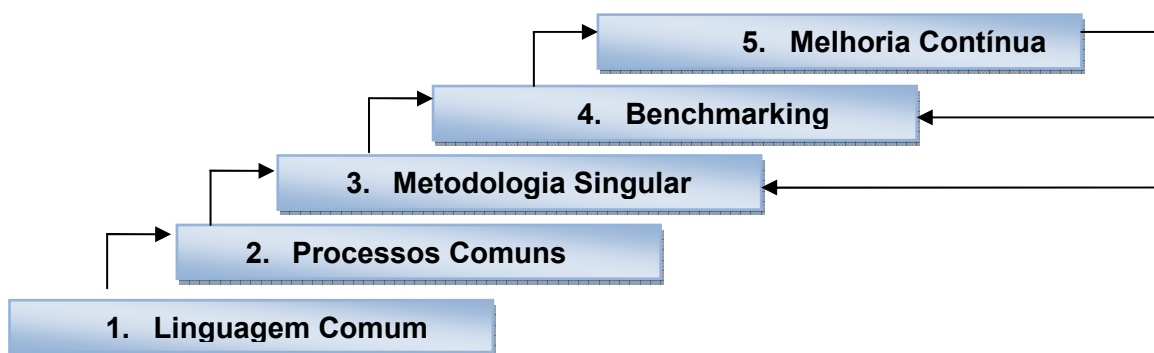 5. Melhoria Contínua
4. Benchmarking
3. Metodologia Singular
2. Processos Comuns
1. Linguagem Comum